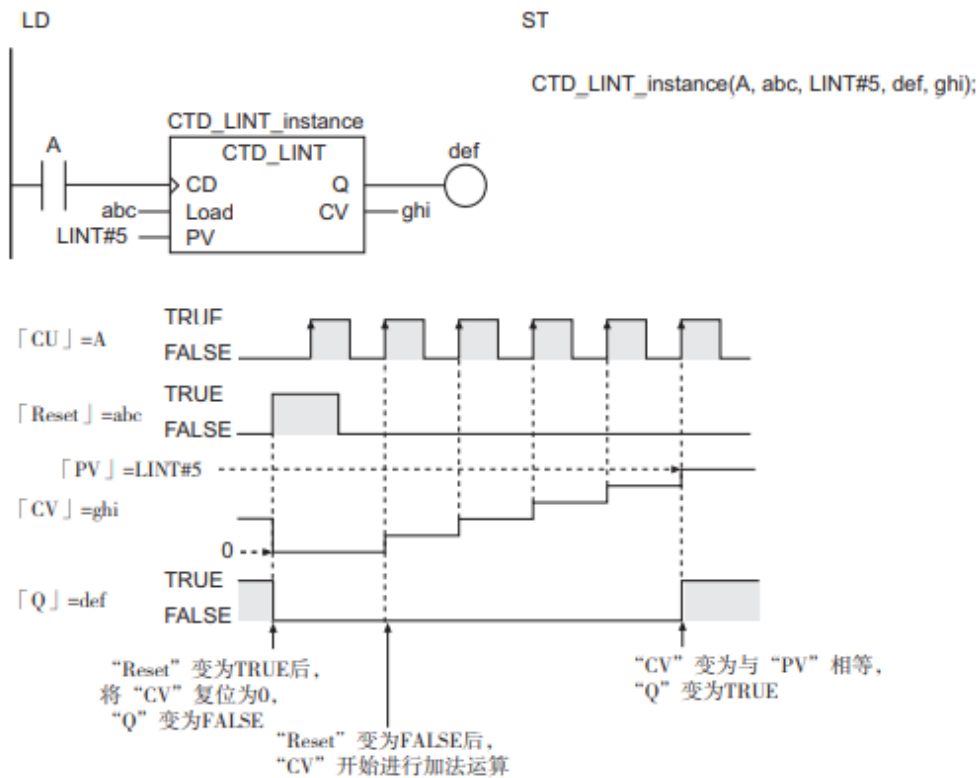 LD
ST
CTD_LINT_instance(A, abc, LINT#5, def, ghi);
CTD_LINT_instance
A
CTD_LINT
def
CD
Q
abc
Load
CV
ghi
LINT#5
PV
「CU」=A
TRUE
FALSE
「Reset」=abc
TRUE
FALSE
「PV」=LINT#5
「CV」=ghi
0
「Q」=def
TRUE
FALSE
“Reset”变为TRUE后，
将“CV”复位为0，
“Q”变为FALSE
“Reset”变为FALSE后，
“CV”开始进行加法运算
“CV”变为与“PV”相等，
“Q”变为TRUE